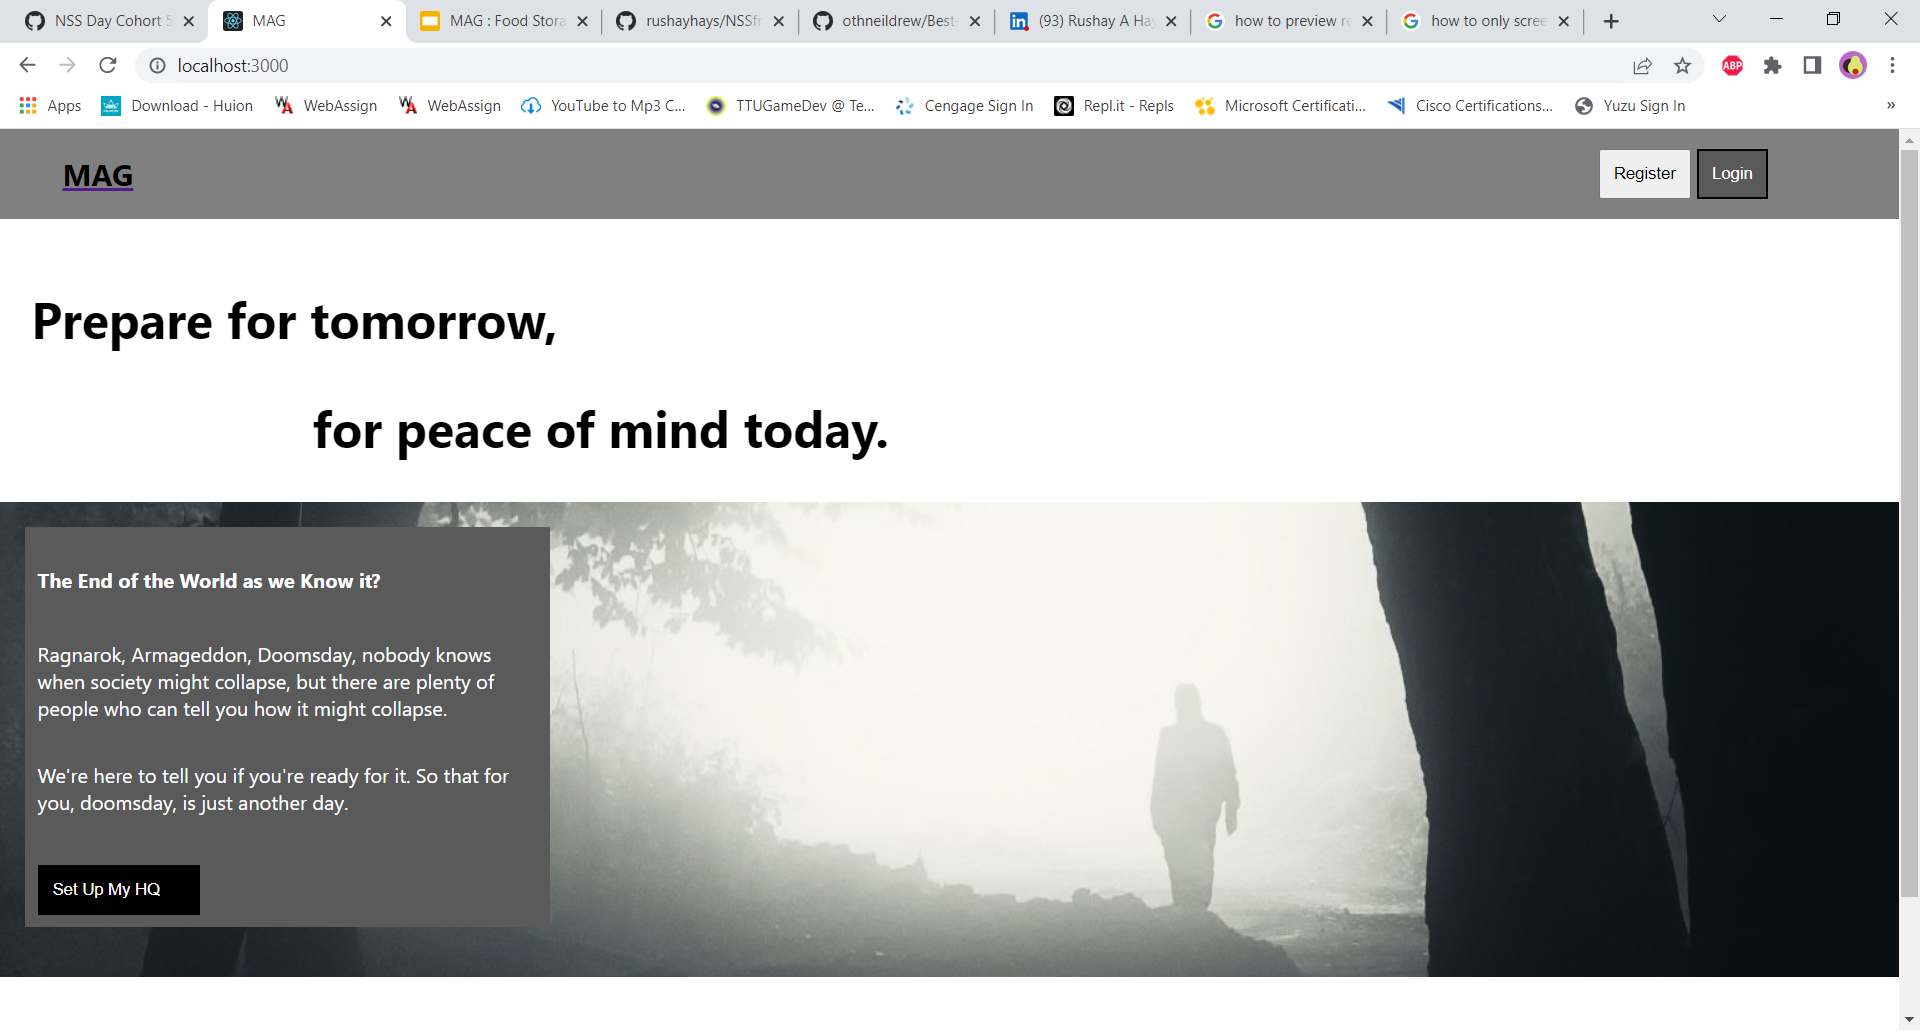 NSS Day Cohort 5
MAG
MAG : Food Stora
rushayhays/NSSfr
othneildrew/Best-
(93) Rushay A Hay
how to preview re
how to only scree
localhost:3000
ABP
Apps
Download - Huion
WebAssign
WebAssign
YouTube to Mp3 C...
TTUGameDev @ Te...
Cengage Sign In
Repl.it - Repls
Microsoft Certificati...
Cisco Certifications...
Yuzu Sign In
»
MAG
Register
Login
Prepare for tomorrow,
for peace of mind today.
The End of the World as we Know it?
Ragnarok, Armageddon, Doomsday, nobody knows
when society might collapse, but there are plenty of
people who can tell you how it might collapse.
We're here to tell you if you're ready for it. So that for
you, doomsday, is just another day.
Set Up My HQ